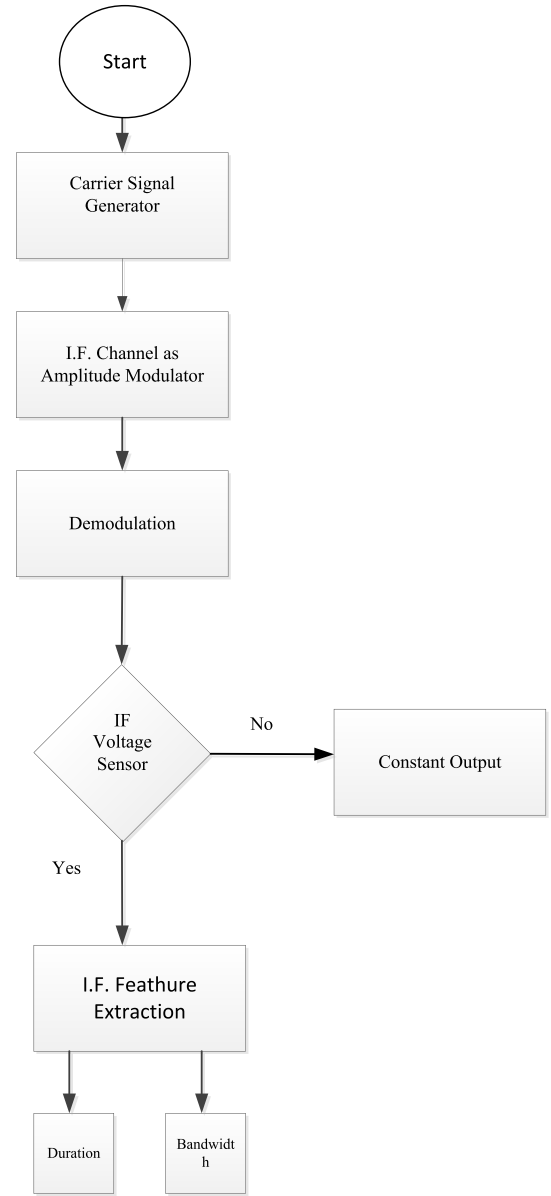 Start
Carrier Signal
Generator
I.F. Channel as
Amplitude Modulator
Demodulation
IF
Voltage
Sensor
No
Constant Output
Yes
I.F. Feathure
Extraction
Duration
Bandwidt
h